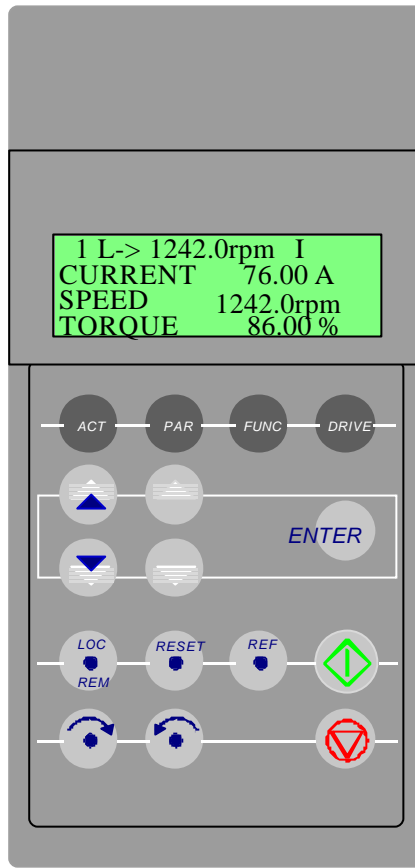 1 L-> 1242.0rpm I
CURRENT 76.00 A
SPEED 1242.0rpm
TORQUE 86.00 %
ACT PAR FUNC DRIVE
ENTER
LOC RESET REF
REM